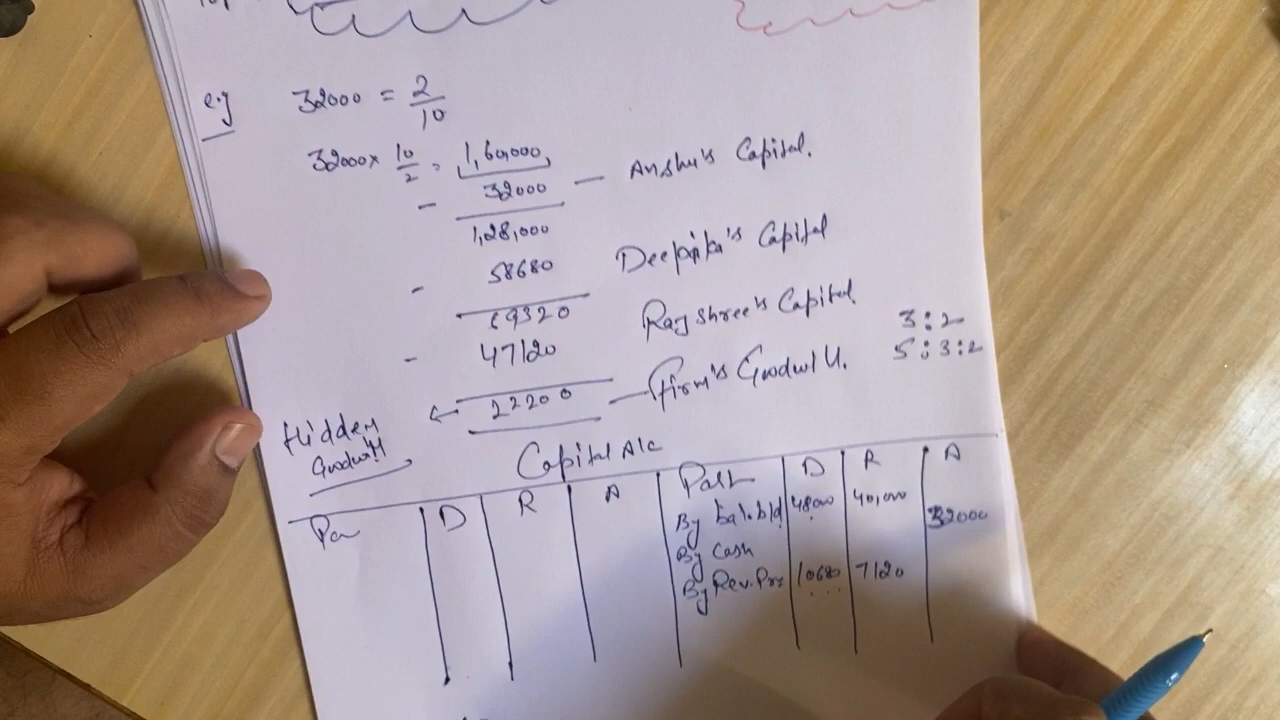 e.g 32000 = 2/10
32000 x 10/2 = 1,60,000
- 32000 — Anshu's Capital.
1,28,000
- 58680 Deepika's Capital
69320 Rajshree's Capital.
- 47120
3:2
5:3:2
Hidden Goodwill ← 22200 — Firm's Goodwill.
Capital A/c
Pa D R A Part D R A
By bal. b/d 48000 40,000
By Cash 32000
By Rev. Pro 10680 7120